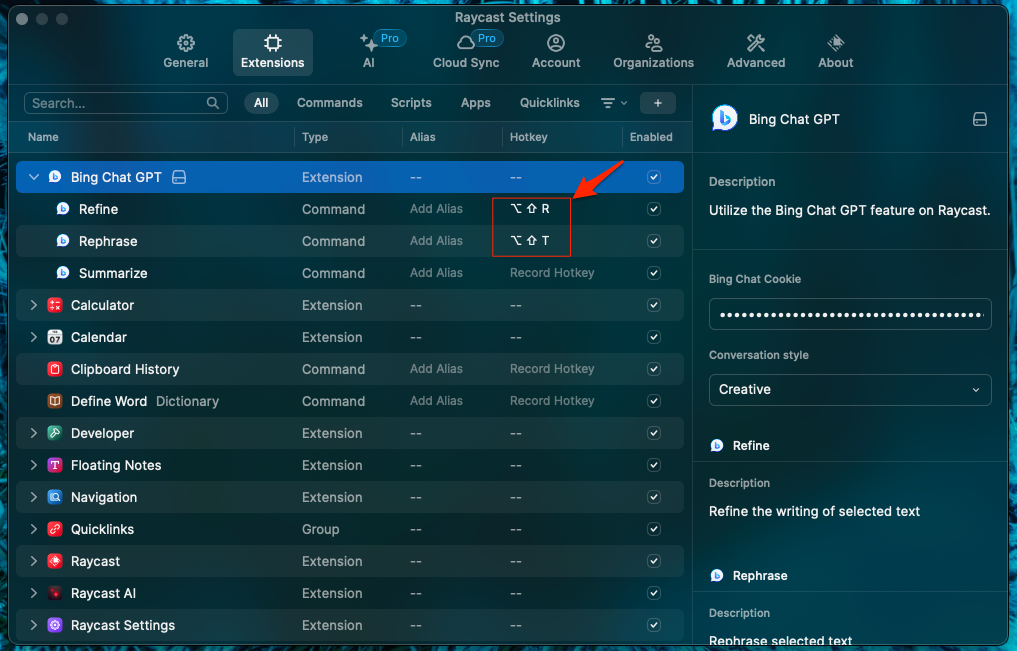 Raycast Settings
General
Extensions
Pro
AI
Pro
Cloud Sync
Account
Organizations
Advanced
About
Search...
All
Commands
Scripts
Apps
Quicklinks
+
Name Type Alias Hotkey Enabled
Bing Chat GPT Extension -- --
Refine Command Add Alias ⌥ ⇧ R
Rephrase Command Add Alias ⌥ ⇧ T
Summarize Command Add Alias Record Hotkey
Calculator Extension -- --
07 Calendar Extension -- --
Clipboard History Command Add Alias Record Hotkey
Define Word Dictionary Command Add Alias Record Hotkey
Developer Extension -- --
T Floating Notes Extension -- --
Navigation Extension -- --
Quicklinks Group -- --
Raycast Extension -- --
Raycast AI Extension -- --
Raycast Settings Extension -- --
Bing Chat GPT
Description
Utilize the Bing Chat GPT feature on Raycast.
Bing Chat Cookie
Conversation style
Creative
Refine
Description
Refine the writing of selected text
Rephrase
Description
Rephrase selected text